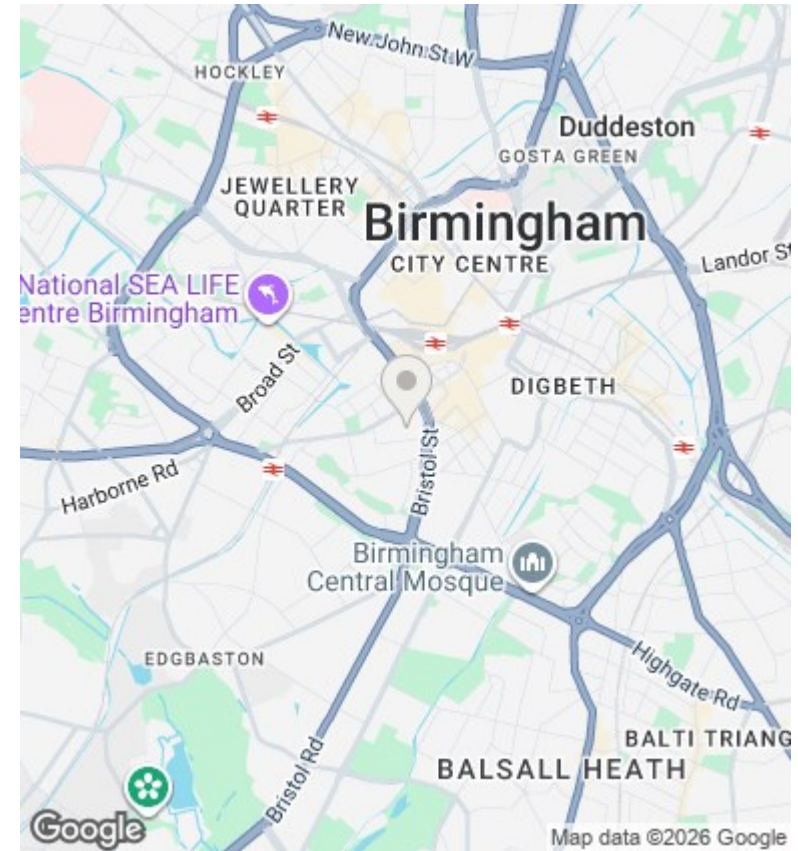 New John St W
HOCKLEY
Duddeston
GOSTA GREEN
JEWELLERY
QUARTER
Birmingham
CITY CENTRE
Landor St
National SEA LIFE
entre Birmingham
Broad St
DIGBETH
Harborne Rd
Bristol St
Birmingham
Central Mosque
EDGBASTON
Highgate Rd
Bristol Rd
BALTI TRIANG
BALSALL HEATH
Google
Map data ©2026 Google